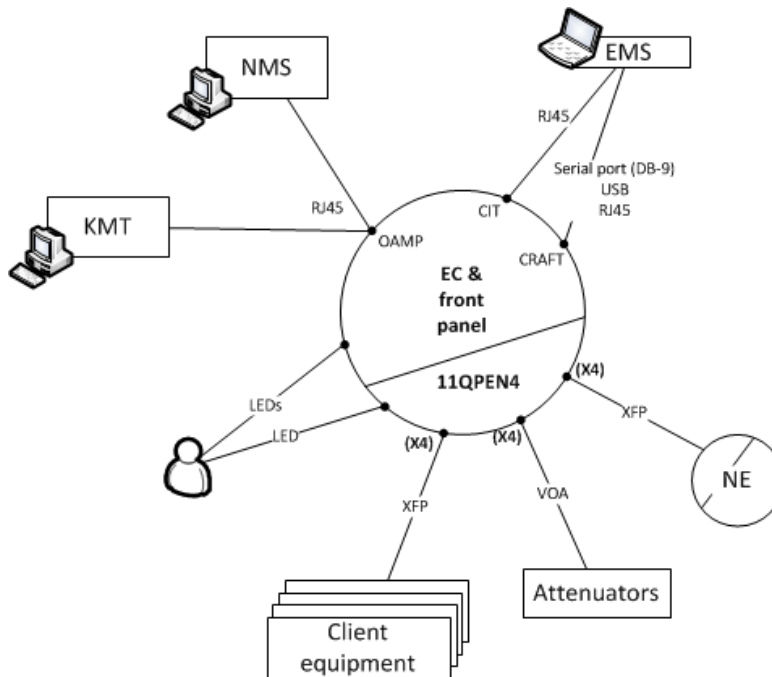 NMS
EMS
RJ45
Serial port (DB-9)
USB
RJ45
RJ45
CIT
KMT
OAMP
CRAFT
EC &
front
panel
11QPEN4
(X4)
LEDs
XFP
LED
(X4)
(X4)
NE
VOA
XFP
Attenuators
Client
equipment